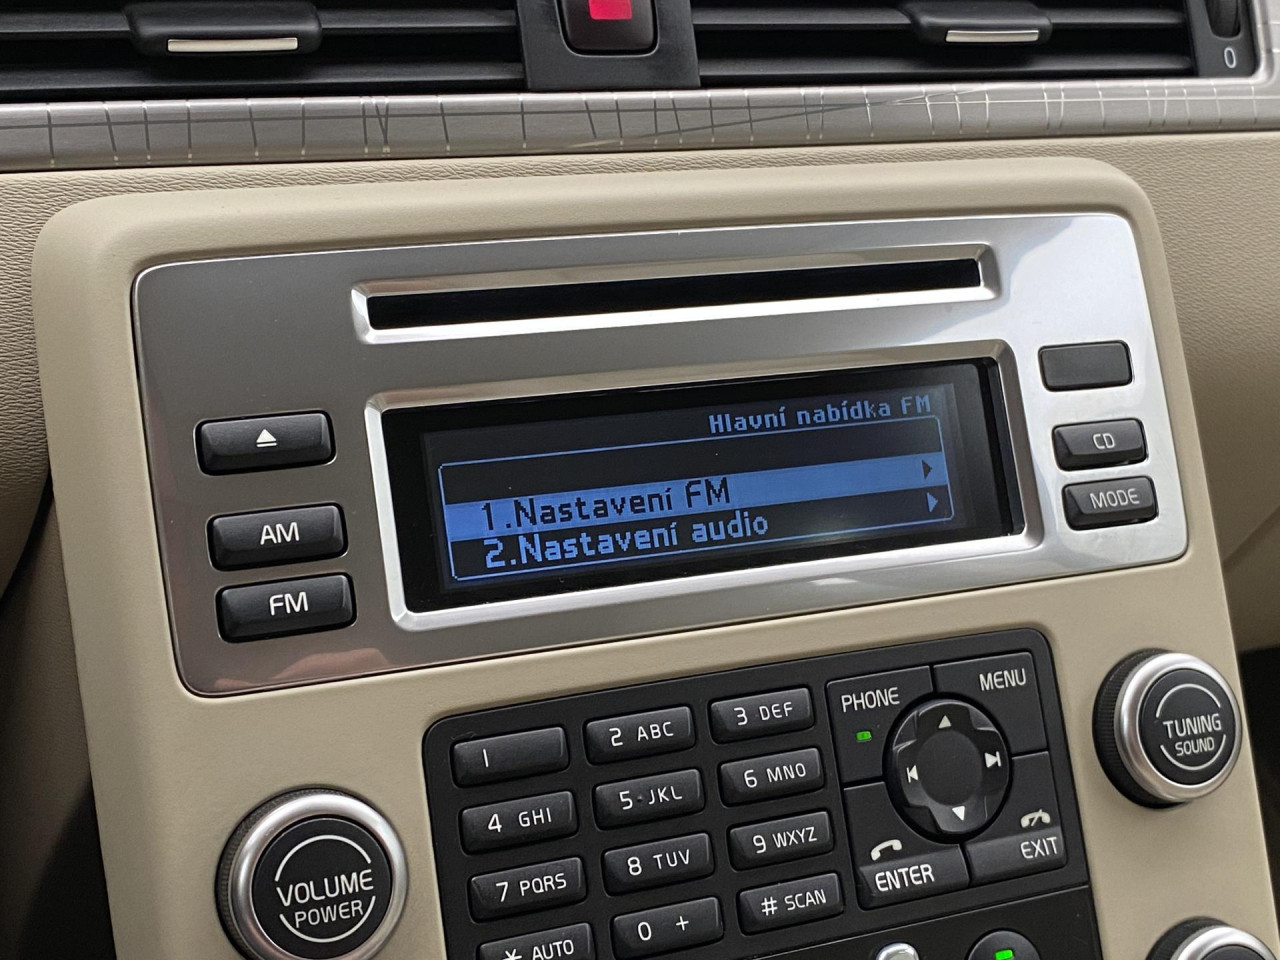 0
Hlavní nabídka FM
1.Nastavení FM
2.Nastavení audio
AM
FM
CD
MODE
1
2 ABC
3 DEF
4 GHI
5 JKL
6 MNO
7 PQRS
8 TUV
9 WXYZ
* AUTO
0 +
# SCAN
PHONE
MENU
ENTER
EXIT
VOLUME
POWER
TUNING
SOUND